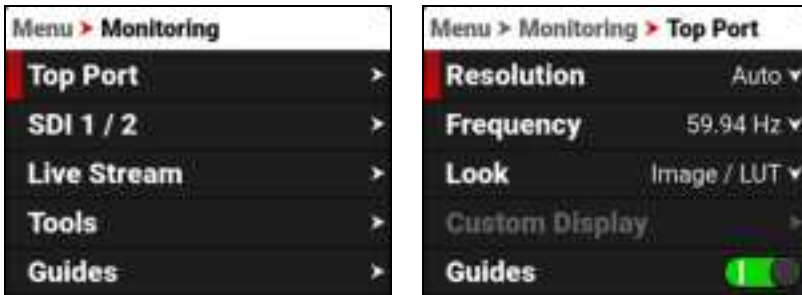 Menu > Monitoring
Top Port >
SDI 1 / 2 >
Live Stream >
Tools >
Guides >
Menu > Monitoring > Top Port
Resolution Auto
Frequency 59.94 Hz
Look Image / LUT
Custom Display >
Guides